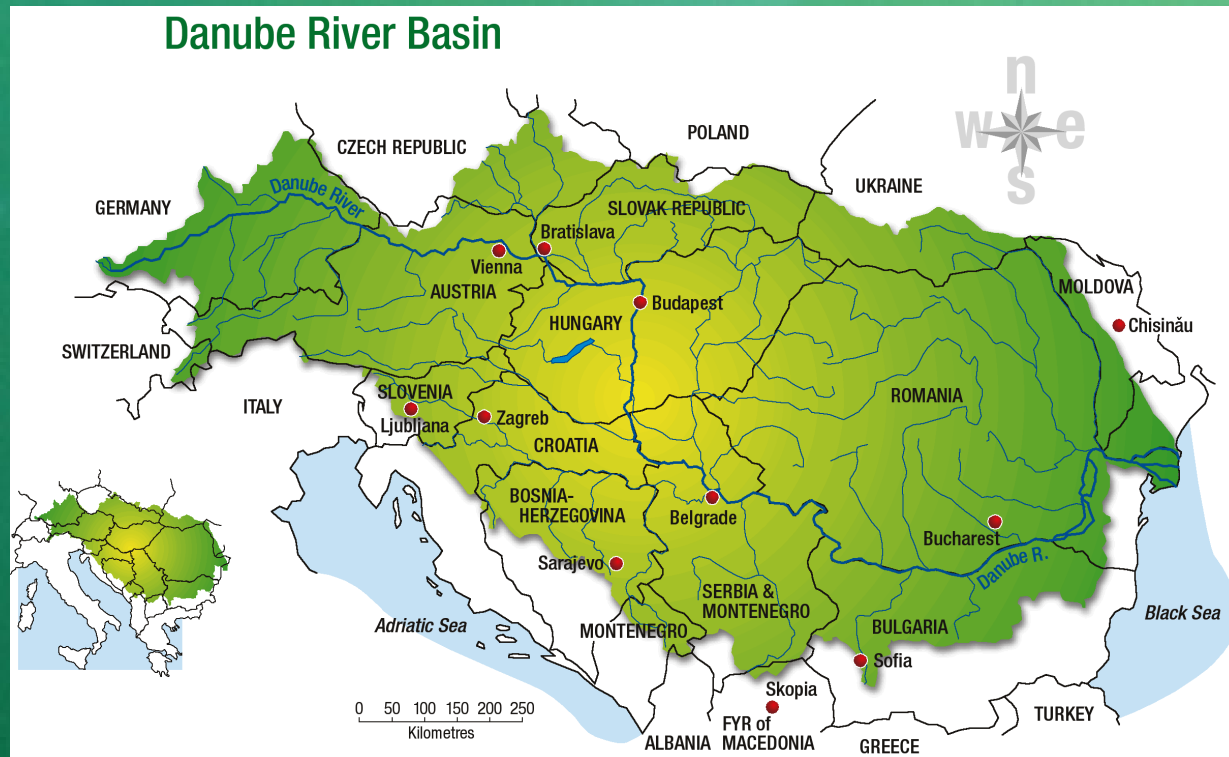 Danube River Basin
n
w e
s
POLAND
CZECH REPUBLIC
UKRAINE
Danube River
GERMANY
SLOVAK REPUBLIC
Bratislava
Vienna
AUSTRIA
MOLDOVA
Budapest
HUNGARY
Chisinău
SWITZERLAND
ITALY
SLOVENIA
ROMANIA
Ljubljana
Zagreb
CROATIA
BOSNIA-
HERZEGOVINA
Belgrade
Bucharest
Sarajevo
Danube R.
SERBIA &
MONTENEGRO
Adriatic Sea
MONTENEGRO
BULGARIA
Black Sea
Sofia
Skopia
0 50 100 150 200 250
Kilometres
FYR of
MACEDONIA
ALBANIA
GREECE
TURKEY